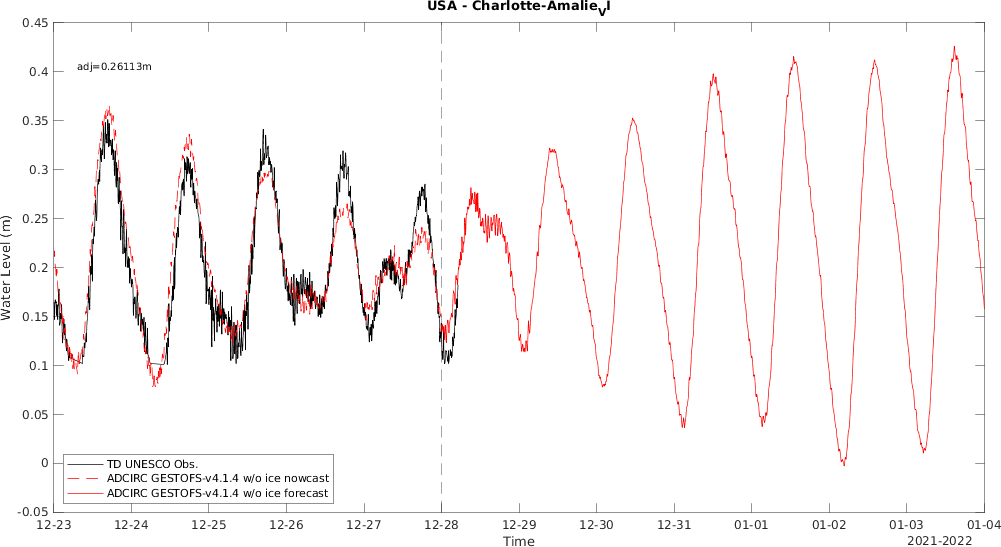 USA - Charlotte-AmalieVI
adj=0.26113m
Water Level (m)
0.45
0.4
0.35
0.3
0.25
0.2
0.15
0.1
0.05
0
-0.05
TD UNESCO Obs.
ADCIRC GESTOFS-v4.1.4 w/o ice nowcast
ADCIRC GESTOFS-v4.1.4 w/o ice forecast
12-23 12-24 12-25 12-26 12-27 12-28 12-29 12-30 12-31 01-01 01-02 01-03 01-04
Time
2021-2022